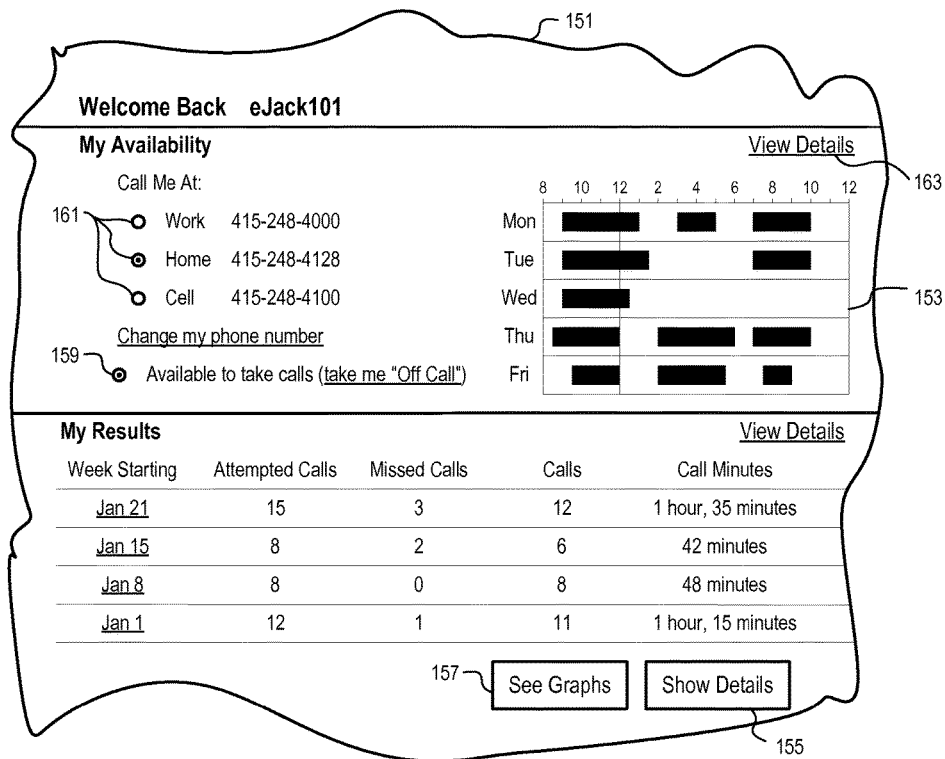 151
Welcome Back eJack101
My Availability
View Details
163
Call Me At:
8 10 12 2 4 6 8 10 12
161
Work 415-248-4000
Mon
Home 415-248-4128
Tue
Cell 415-248-4100
Wed
153
Change my phone number
Thu
159
Available to take calls (take me "Off Call")
Fri
My Results
View Details
Week Starting Attempted Calls Missed Calls Calls Call Minutes
Jan 21 15 3 12 1 hour, 35 minutes
Jan 15 8 2 6 42 minutes
Jan 8 8 0 8 48 minutes
Jan 1 12 1 11 1 hour, 15 minutes
157
See Graphs
Show Details
155